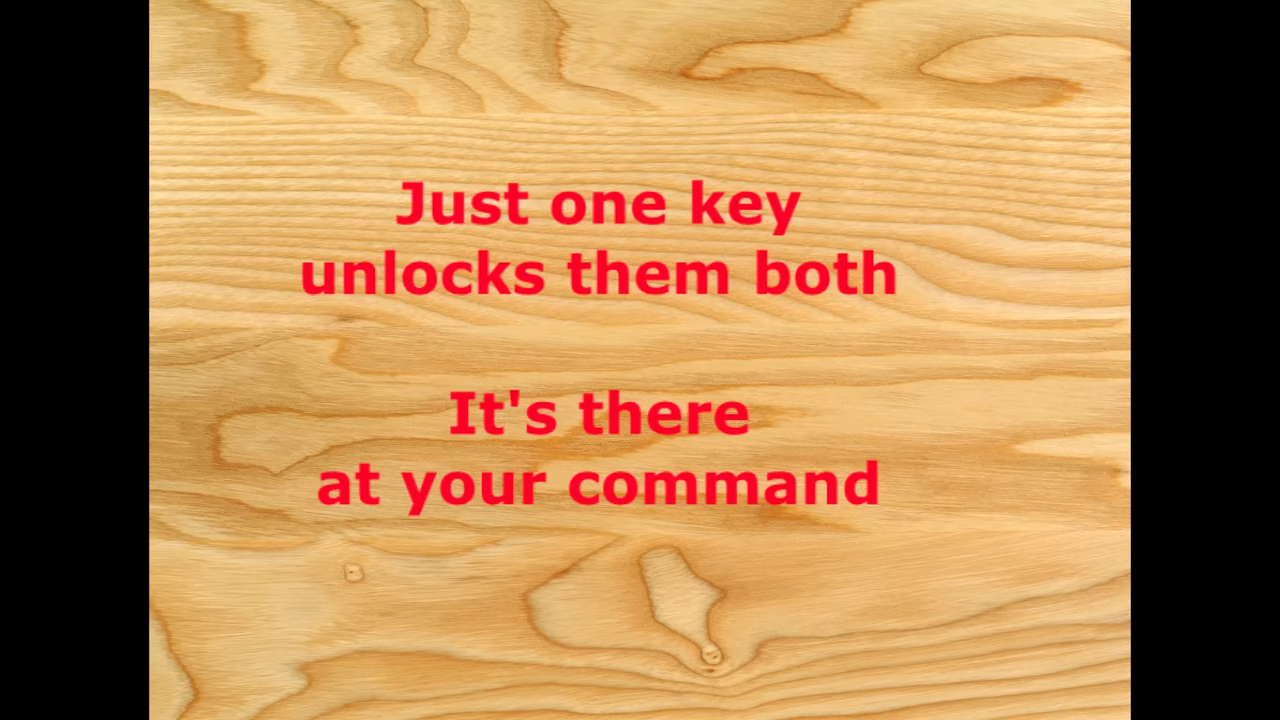 Just one key
unlocks them both
It's there
at your command